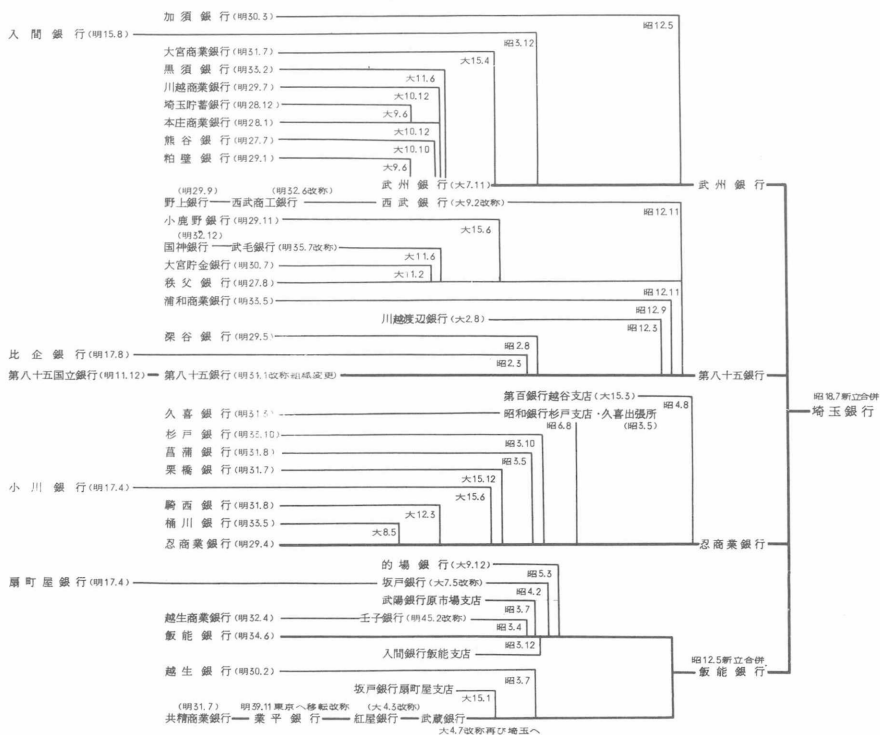 加須銀行(明30.3) 昭12.5
入間銀行(明15.8) 昭3.12
大宮商業銀行(明31.7) 大15.4
黒須銀行(明33.2) 大11.6
川越商業銀行(明29.7) 大10.12
埼玉貯蓄銀行(明28.12) 大9.6
本庄商業銀行(明28.1) 大10.12
熊谷銀行(明27.7) 大10.10
粕壁銀行(明29.1) 大9.6
武州銀行(大7.11) 武州銀行
(明29.9) (明32.6改称)
野上銀行 西武商工銀行 西武銀行(大9.2改称) 昭12.11
小鹿野銀行(明29.11) 大15.6
(明32.12)
国神銀行 武毛銀行(明35.7改称) 大11.6
大宮貯金銀行(明30.7) 大11.2
秩父銀行(明27.8) 昭12.11
浦和商業銀行(明33.5) 昭12.9
川越渡辺銀行(大2.8) 昭12.3
深谷銀行(明29.5) 昭2.8
比企銀行(明17.8) 昭2.3
第八十五国立銀行(明11.12) 第八十五銀行(明31.1改称組織変更) 第八十五銀行
昭18.7新立合併
埼玉銀行
第百銀行越谷支店(大15.3) 昭4.8
久喜銀行 昭和銀行杉戸支店・久喜出張所
昭6.8 (昭3.5)
杉戸銀行(明33.10) 昭3.10
菖蒲銀行(明31.8) 昭3.5
栗橋銀行(明31.7) 大15.12
小川銀行(明17.4) 大15.6
騎西銀行(明31.8) 大12.3
桶川銀行(明33.5) 大8.5
忍商業銀行(明29.4) 忍商業銀行
的場銀行(大9.12) 昭5.3
扇町屋銀行(明17.4) 坂戸銀行(大7.5改称) 昭4.2
武陽銀行原市場支店 昭3.7
越生商業銀行(明32.4) 壬子銀行(明45.2改称) 昭3.4
飯能銀行(明34.6) 昭3.12
入間銀行飯能支店
昭12.5新立合併
飯能銀行
越生銀行(明30.2) 昭3.7
坂戸銀行扇町屋支店 大15.1
(明31.7) 明39.11東京へ移転改称 (大4.3改称)
共精商業銀行 業平銀行 紅屋銀行 武蔵銀行
大4.7改称再び埼玉へ